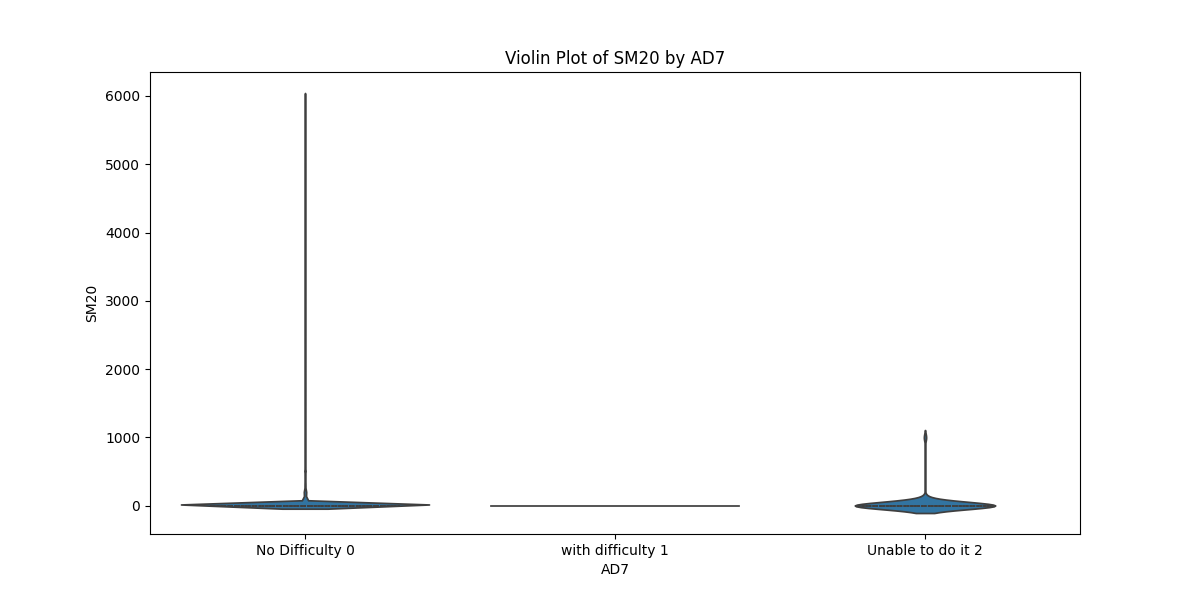 Violin Plot of SM20 by AD7
6000
5000
4000
3000
2000
1000
0
SM20
No Difficulty 0
with difficulty 1
Unable to do it 2
AD7